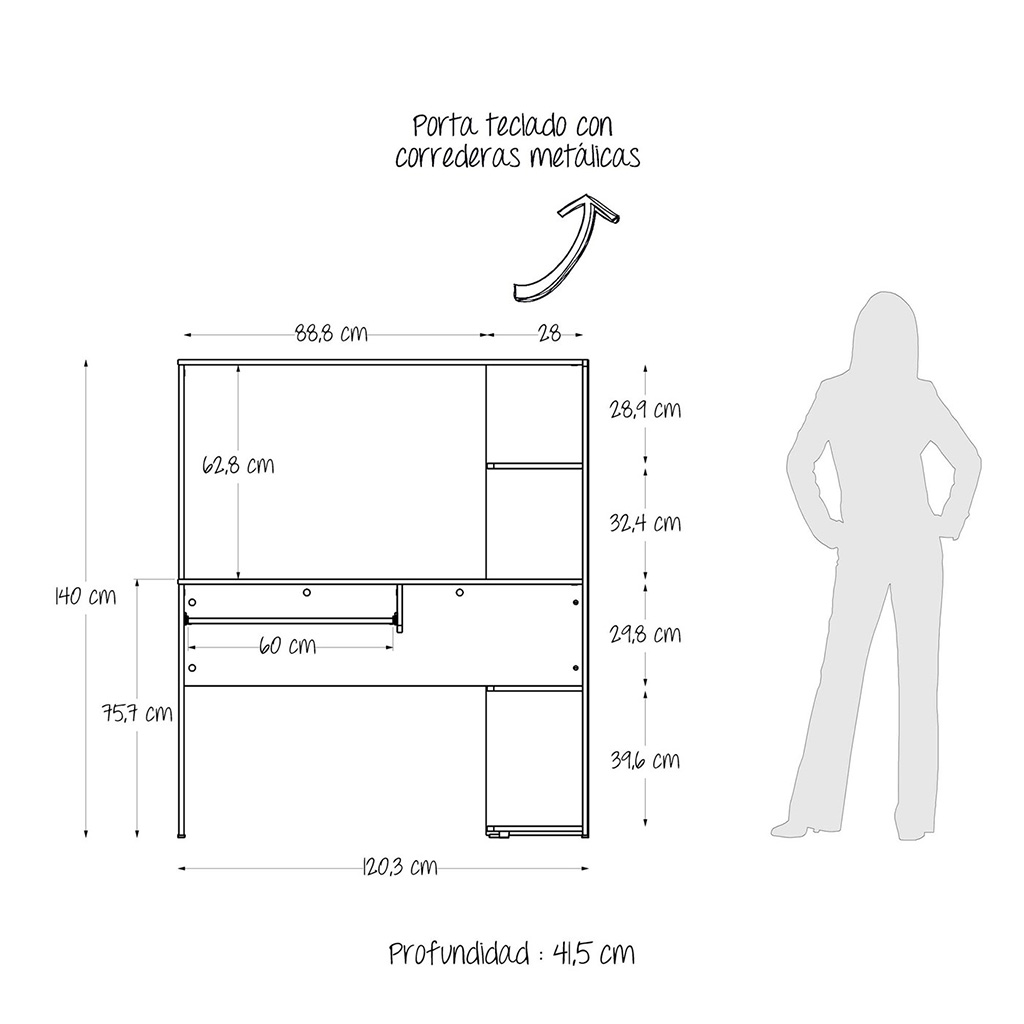 Porta teclado con
correderas metálicas
88,8 cm
28
28,9 cm
62,8 cm
32,4 cm
140 cm
29,8 cm
60 cm
75,7 cm
39,6 cm
120,3 cm
Profundidad : 41,5 cm